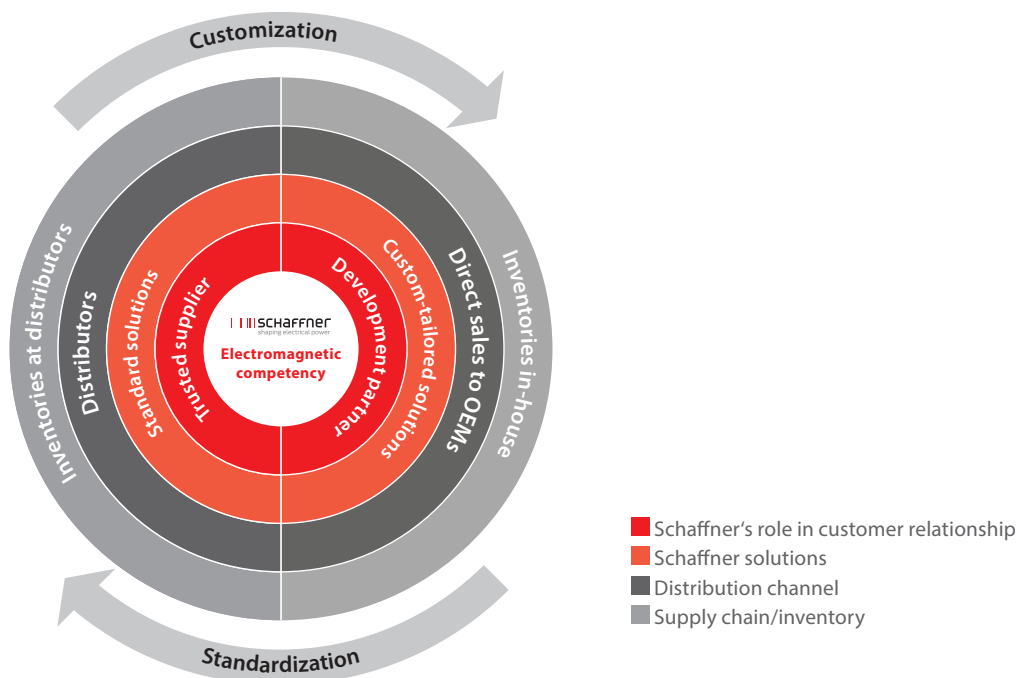 Customization
Inventories at distributors
Distributors
Standard solutions
Trusted supplier
SCHAFFNER
shaping electrical power
Electromagnetic
competency
Development partner
Custom-tailored solutions
Direct sales to OEMs
Inventories in-house
Standardization
Schaffner‘s role in customer relationship
Schaffner solutions
Distribution channel
Supply chain/inventory